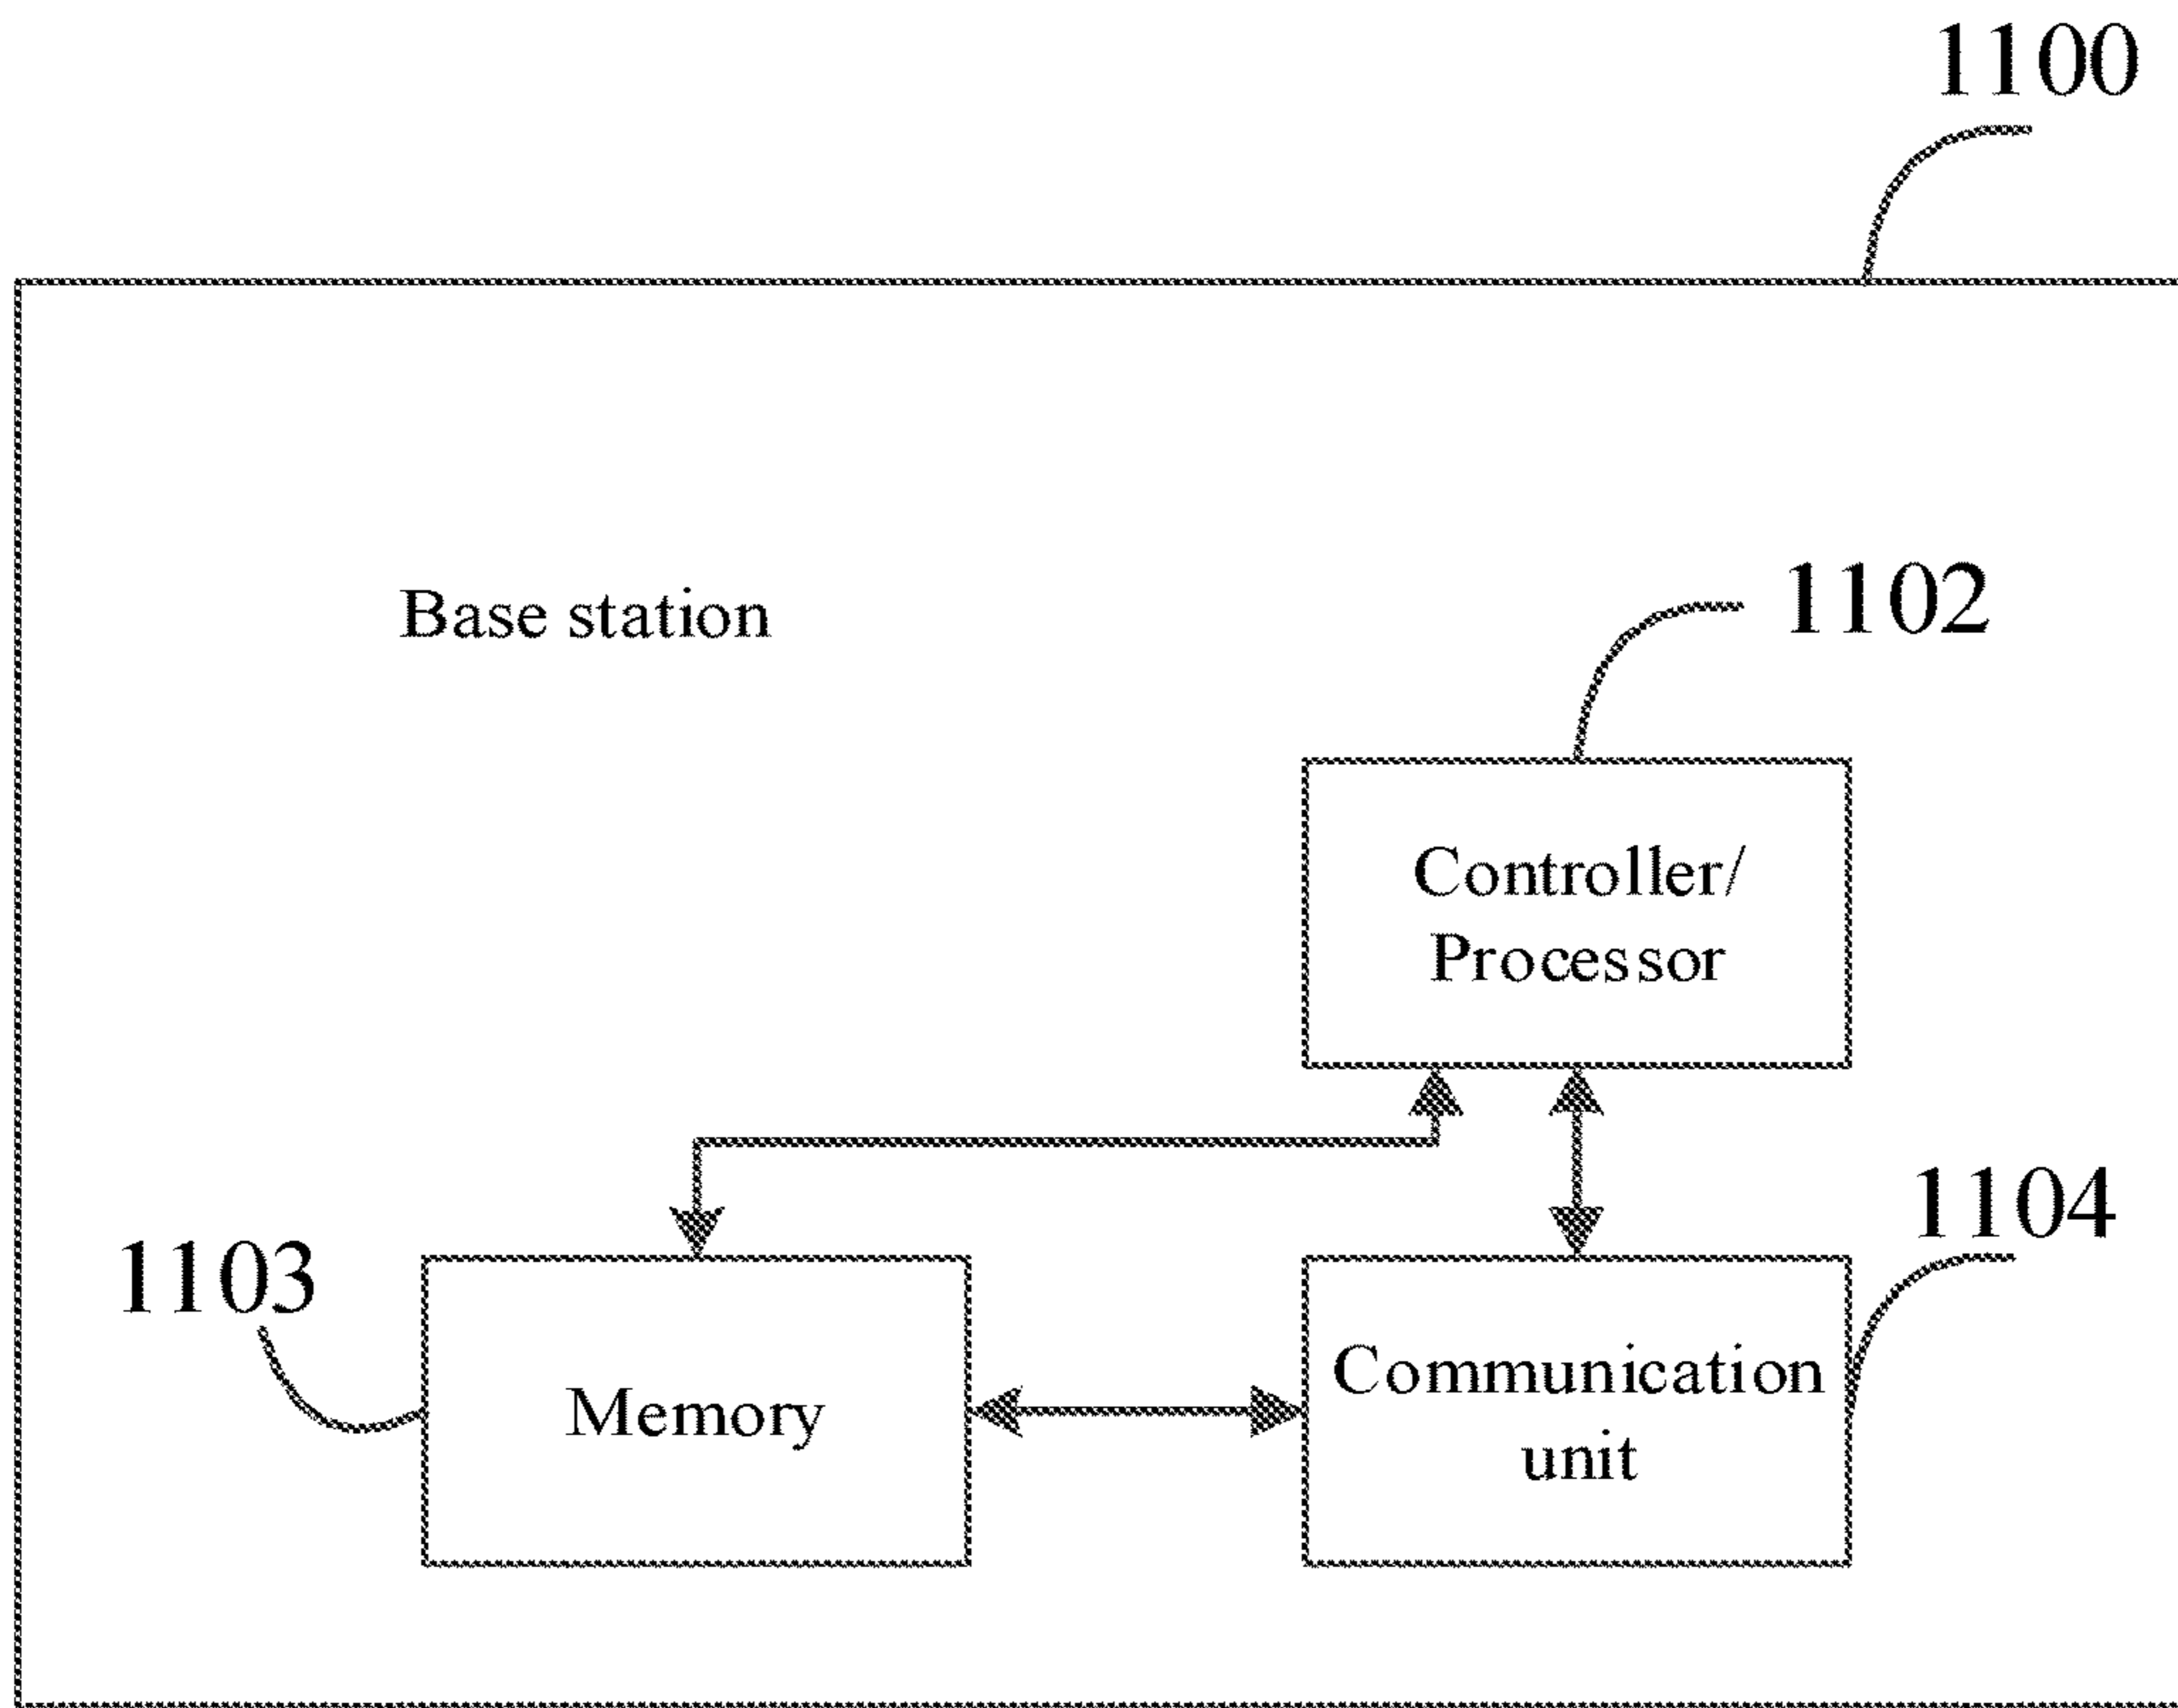 1100
Base station
1102
Controller/
Processor
1104
1103
Memory
Communication
unit